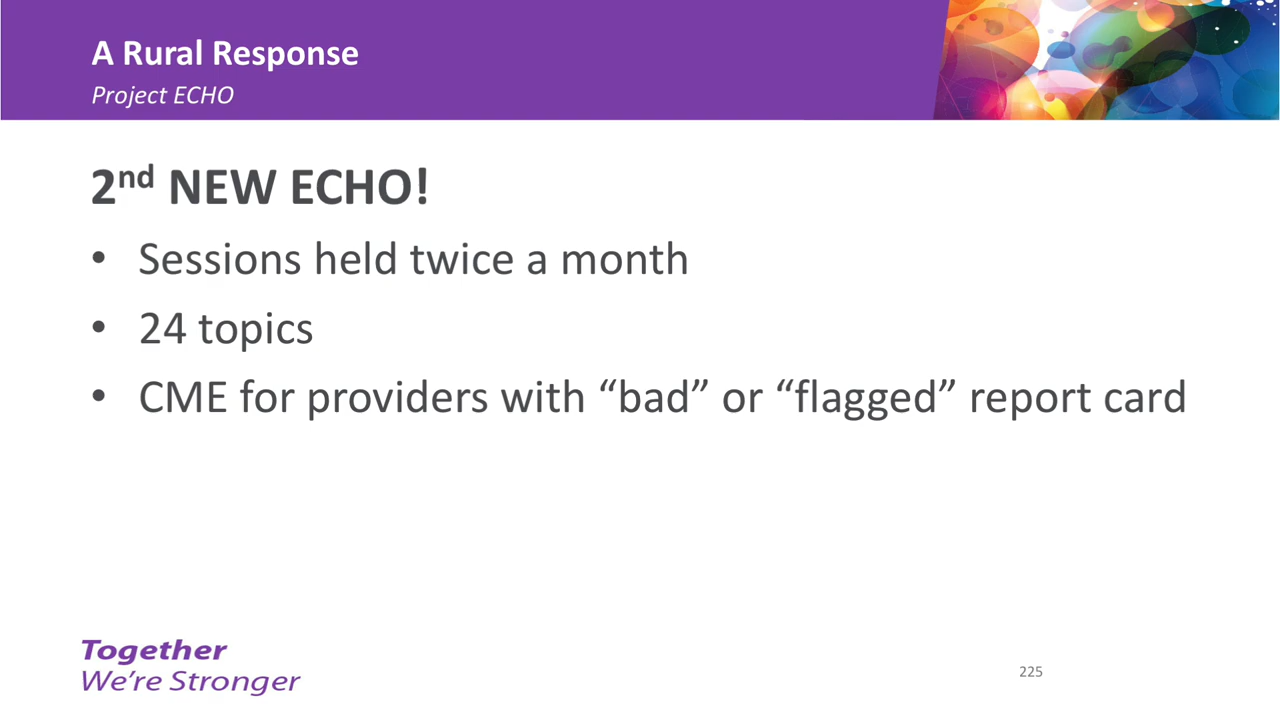 A Rural Response
Project ECHO
2nd NEW ECHO!
• Sessions held twice a month
• 24 topics
• CME for providers with “bad” or “flagged” report card
Together
We’re Stronger
225